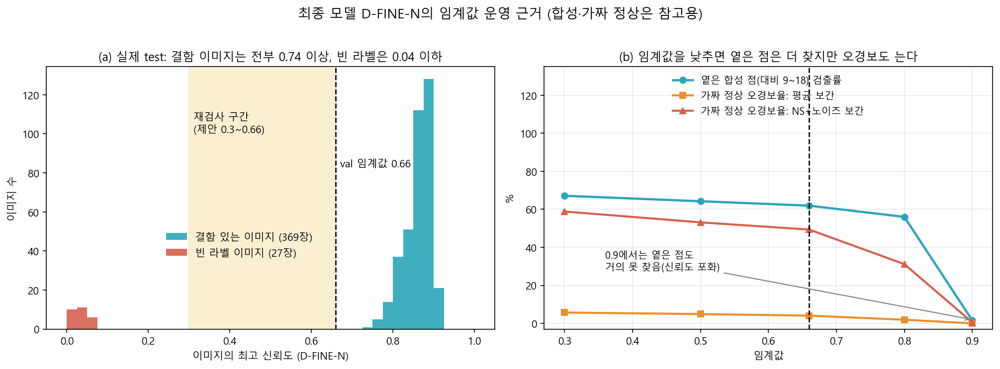 최종 모델 D-FINE-N의 임계값 운영 근거 (합성·가짜 정상은 참고용)
(a) 실제 test: 결함 이미지는 전부 0.74 이상, 빈 라벨은 0.04 이하
재검사 구간
(제안 0.3~0.66)
val 임계값 0.66
결함 있는 이미지 (369장)
빈 라벨 이미지 (27장)
이미지 수
0
20
40
60
80
100
120
0.0
0.2
0.4
0.6
0.8
1.0
이미지의 최고 신뢰도 (D-FINE-N)
(b) 임계값을 낮추면 옅은 점은 더 찾지만 오경보도 는다
옅은 합성 점(대비 9~18) 검출률
가짜 정상 오경보율: 평균 보간
가짜 정상 오경보율: NS+노이즈 보간
0.9에서는 옅은 점도
거의 못 찾음(신뢰도 포화)
%
0
20
40
60
80
100
120
0.3
0.4
0.5
0.6
0.7
0.8
0.9
임계값